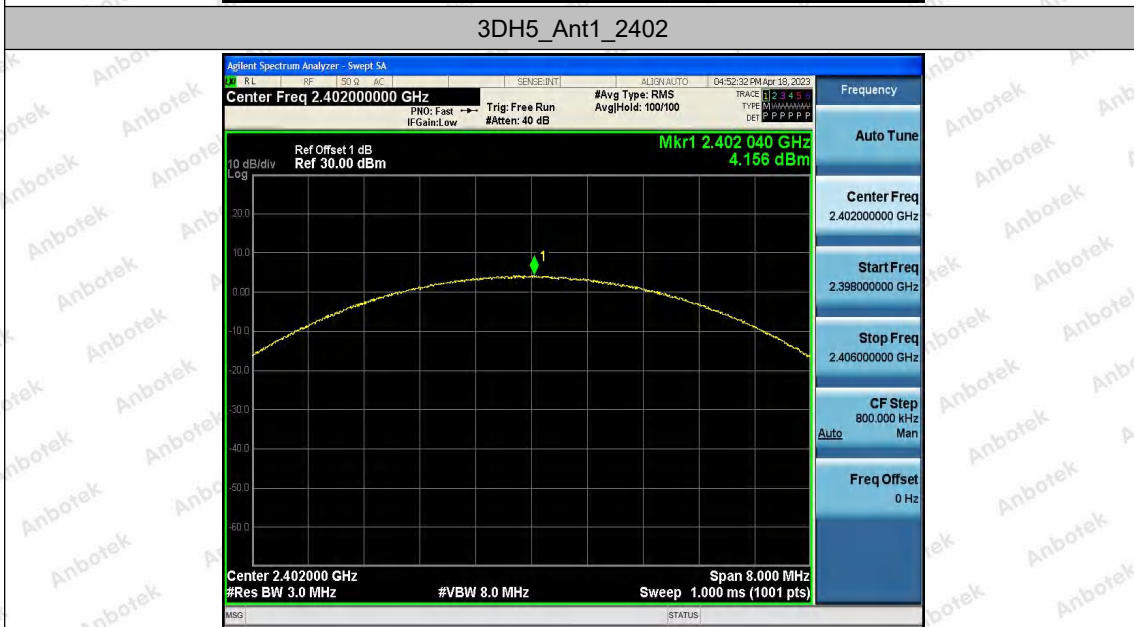 3DH5_Ant1_2402
Agilent Spectrum Analyzer - Swept SA
RL RF 50 Ω AC SENSE:INT ALIGN AUTO 04:52:32 PM Apr 18, 2023
Center Freq 2.402000000 GHz
PNO: Fast
IFGain:Low
Trig: Free Run
#Atten: 40 dB
#Avg Type: RMS
Avg|Hold: 100/100
TRACE 1 2 3 4 5 6
TYPE M W W W W W
DET P P P P P P
Mkr1 2.402 040 GHz
4.156 dBm
Ref Offset 1 dB
10 dB/div Ref 30.00 dBm
Log
20.0
10.0
0.00
-10.0
-20.0
-30.0
-40.0
-50.0
-60.0
1
Center 2.402000 GHz Span 8.000 MHz
#Res BW 3.0 MHz #VBW 8.0 MHz Sweep 1.000 ms (1001 pts)
MSG STATUS
Frequency
Auto Tune
Center Freq
2.402000000 GHz
Start Freq
2.398000000 GHz
Stop Freq
2.406000000 GHz
CF Step
800.000 kHz
Auto Man
Freq Offset
0 Hz
Anbotek